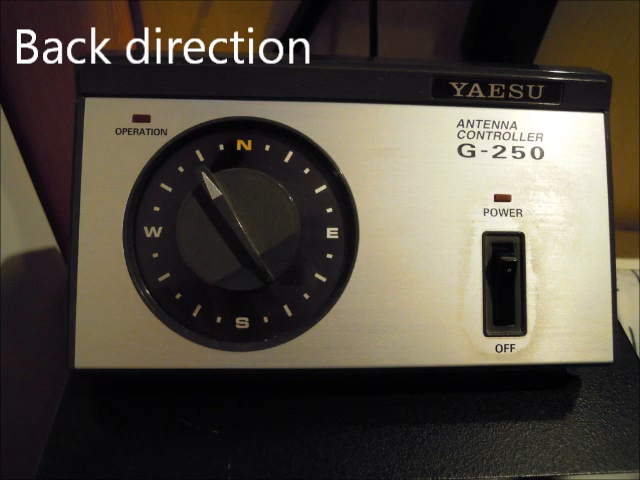 Back direction
YAESU
OPERATION
ANTENNA
CONTROLLER
G-250
N
W
E
S
POWER
OFF